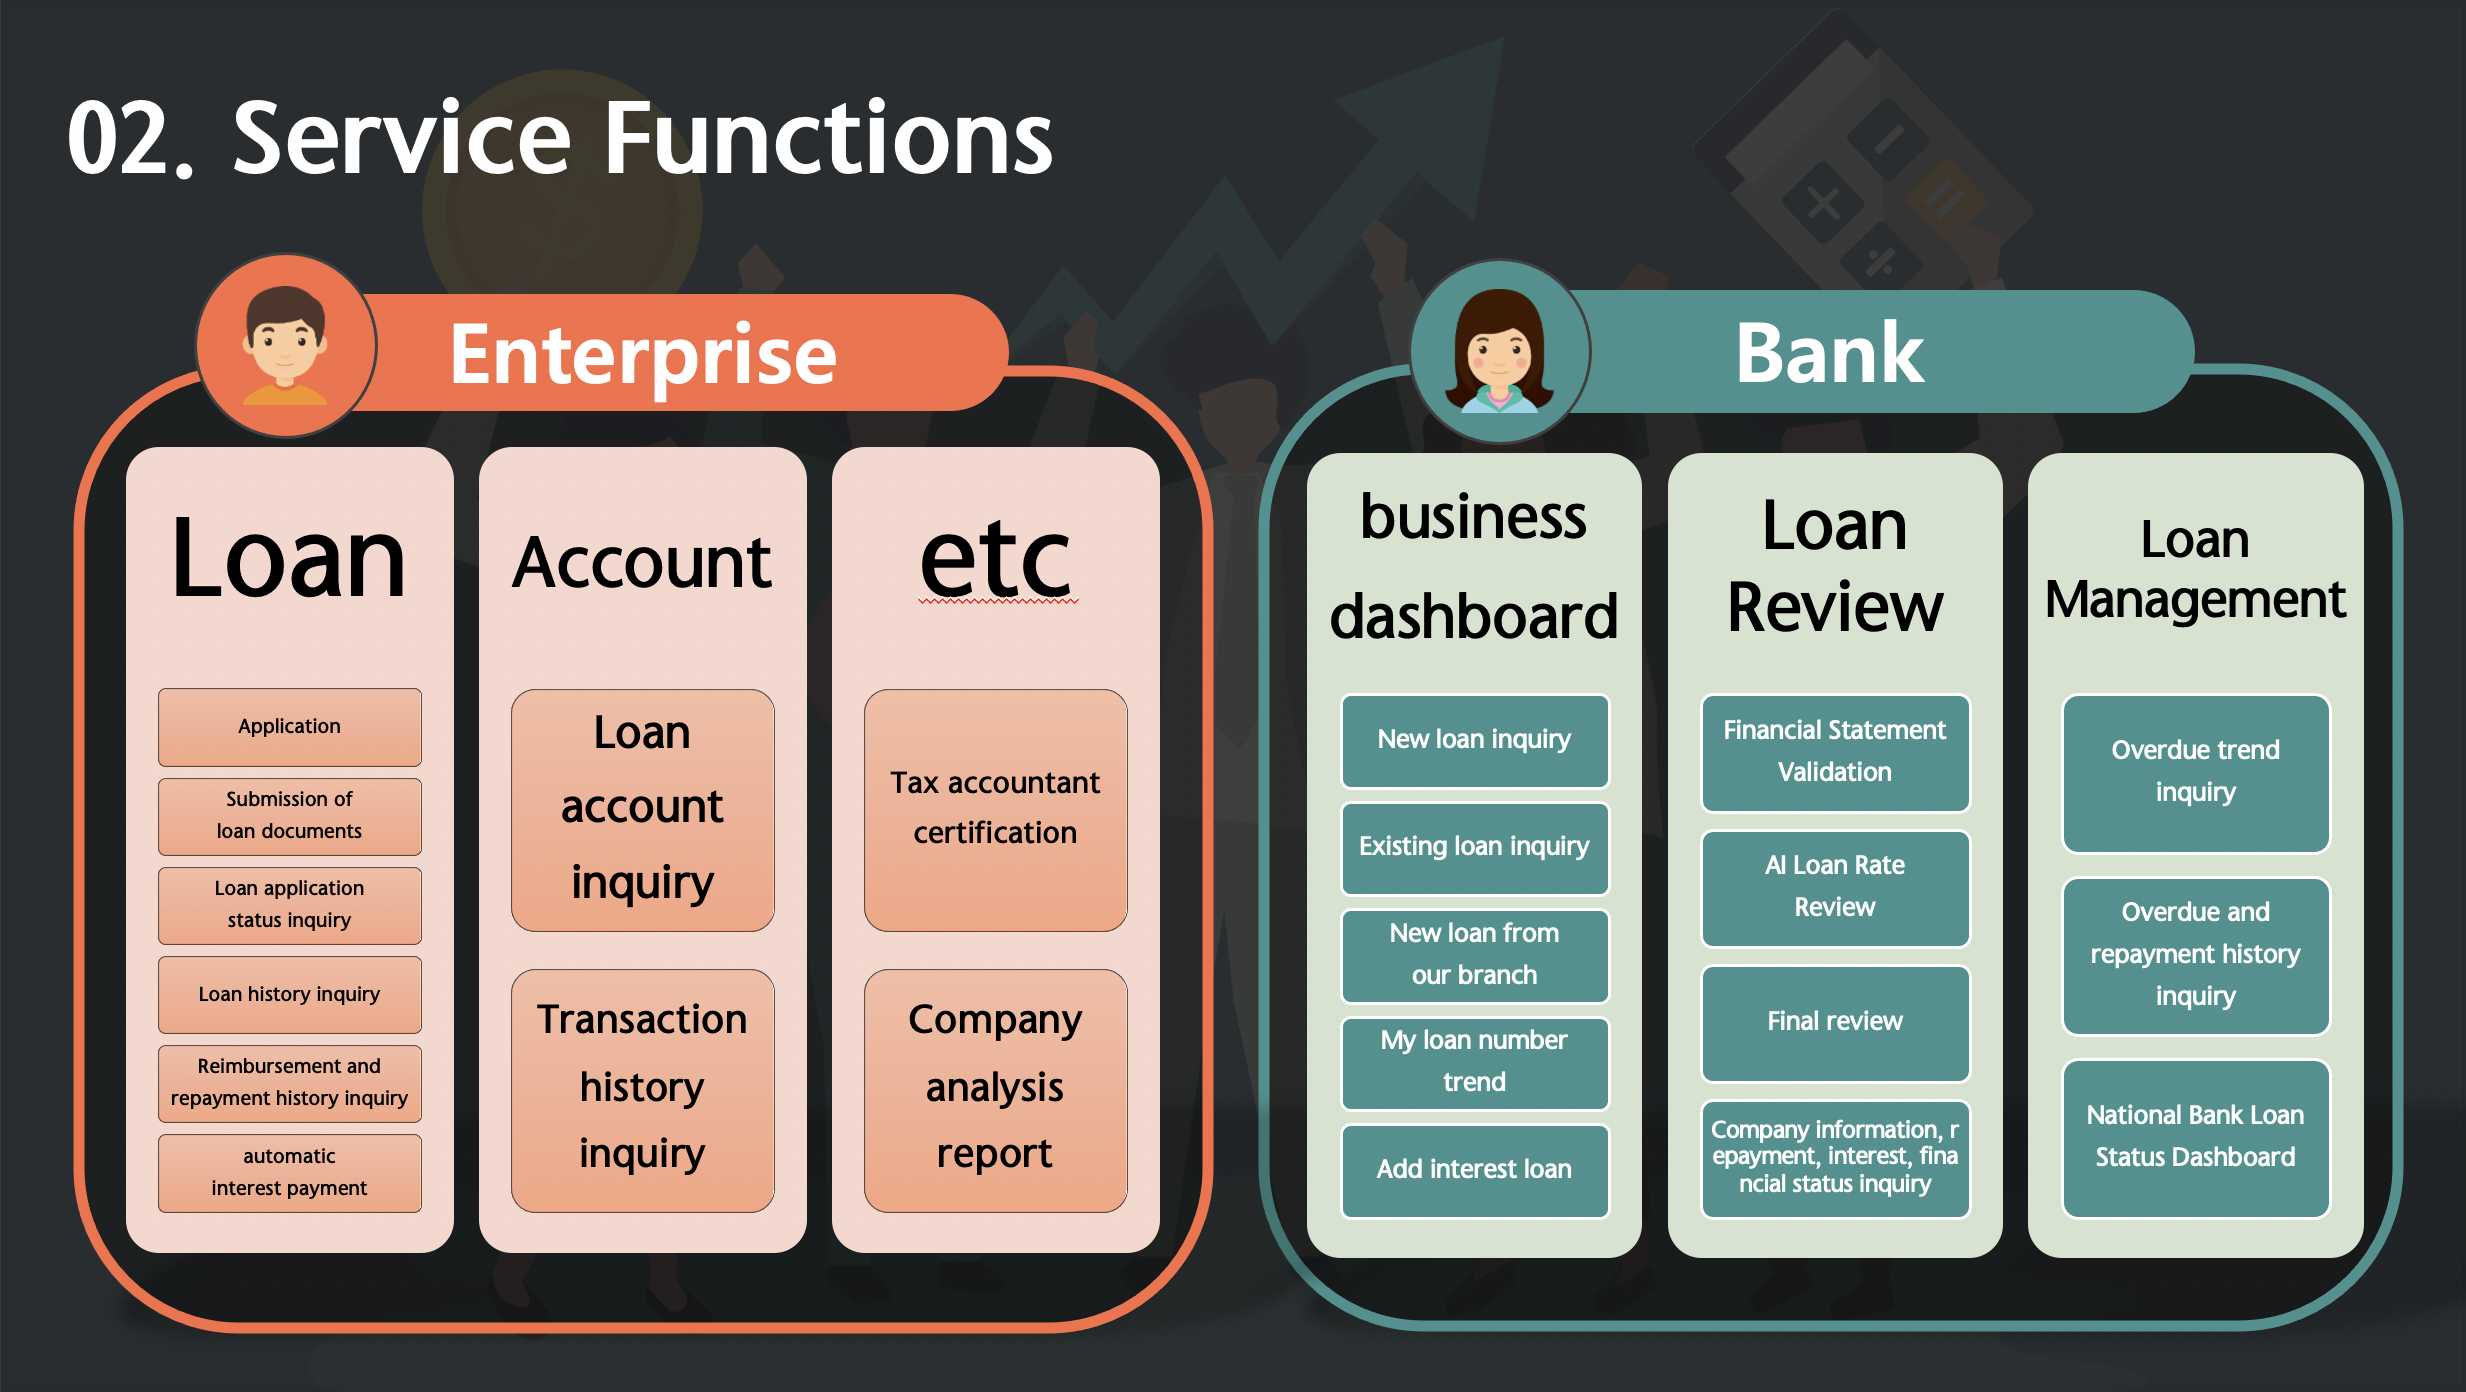 02. Service Functions
Enterprise
Loan
Application
Submission of
loan documents
Loan application
status inquiry
Loan history inquiry
Reimbursement and
repayment history inquiry
automatic
interest payment
Account
Loan
account
inquiry
Transaction
history
inquiry
etc
Tax accountant
certification
Company
analysis
report
Bank
business
dashboard
New loan inquiry
Existing loan inquiry
New loan from
our branch
My loan number
trend
Add interest loan
Loan
Review
Financial Statement
Validation
AI Loan Rate
Review
Final review
Company information, r
epayment, interest, fina
ncial status inquiry
Loan
Management
Overdue trend
inquiry
Overdue and
repayment history
inquiry
National Bank Loan
Status Dashboard